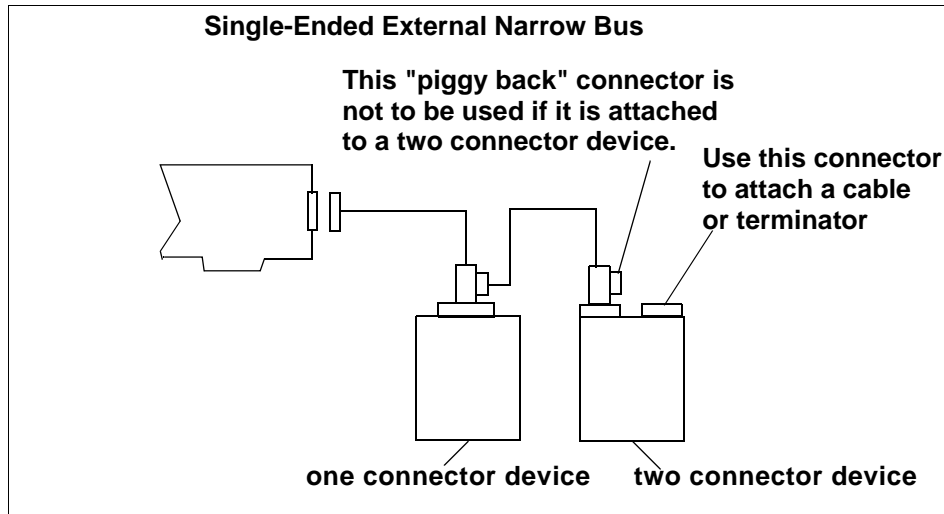 Single-Ended External Narrow Bus
This "piggy back" connector is
not to be used if it is attached
to a two connector device.
Use this connector
to attach a cable
or terminator
one connector device
two connector device